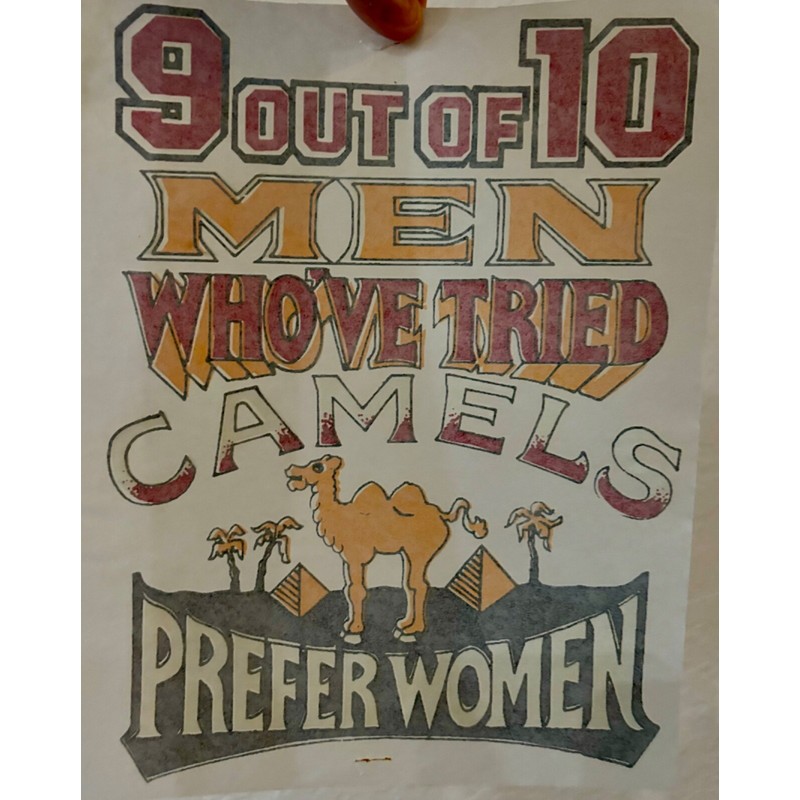 9 OUT OF 10
MEN
WHO'VE TRIED
CAMELS
PREFER WOMEN